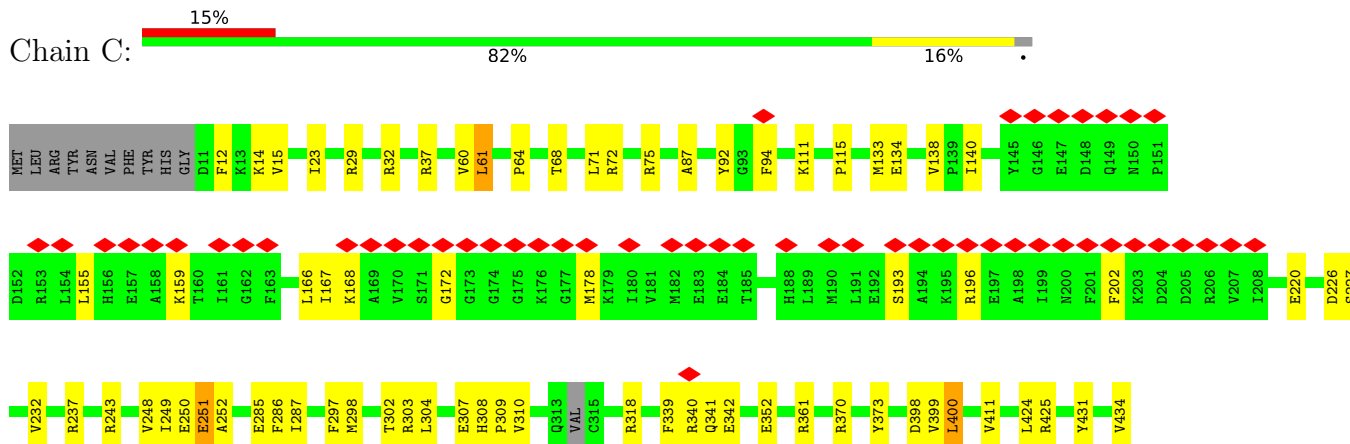 15%
Chain C:
82% 16% .
MET LEU ARG TYR ASN VAL PHE TYR HIS GLY D11 F12 K13 K14 V15 I23 R29 R32 R37 V60 L61 P64 T68 L71 R72 R75 A87 Y92 G93 F94 K111 P115 M133 E134 V138 P139 I140 Y145 G146 E147 D148 Q149 N150 P151
D152 R153 L154 L155 H156 E157 A158 K159 T160 I161 G162 F163 L166 I167 K168 A169 V170 S171 G172 G173 G174 G175 K176 G177 M178 K179 I180 V181 M182 E183 E184 T185 H188 L189 M190 L191 E192 S193 A194 K195 R196 E197 A198 I199 N200 F201 F202 K203 D204 D205 R206 V207 I208 E220 D226 S227
V232 R237 R243 V248 I249 E250 E251 A252 E285 F286 I287 F297 M298 T302 R303 L304 E307 H308 P309 V310 Q313 VAL C315 R318 F339 R340 Q341 E342 E352 R361 R370 Y373 D398 V399 L400 V411 L424 R425 Y431 V434